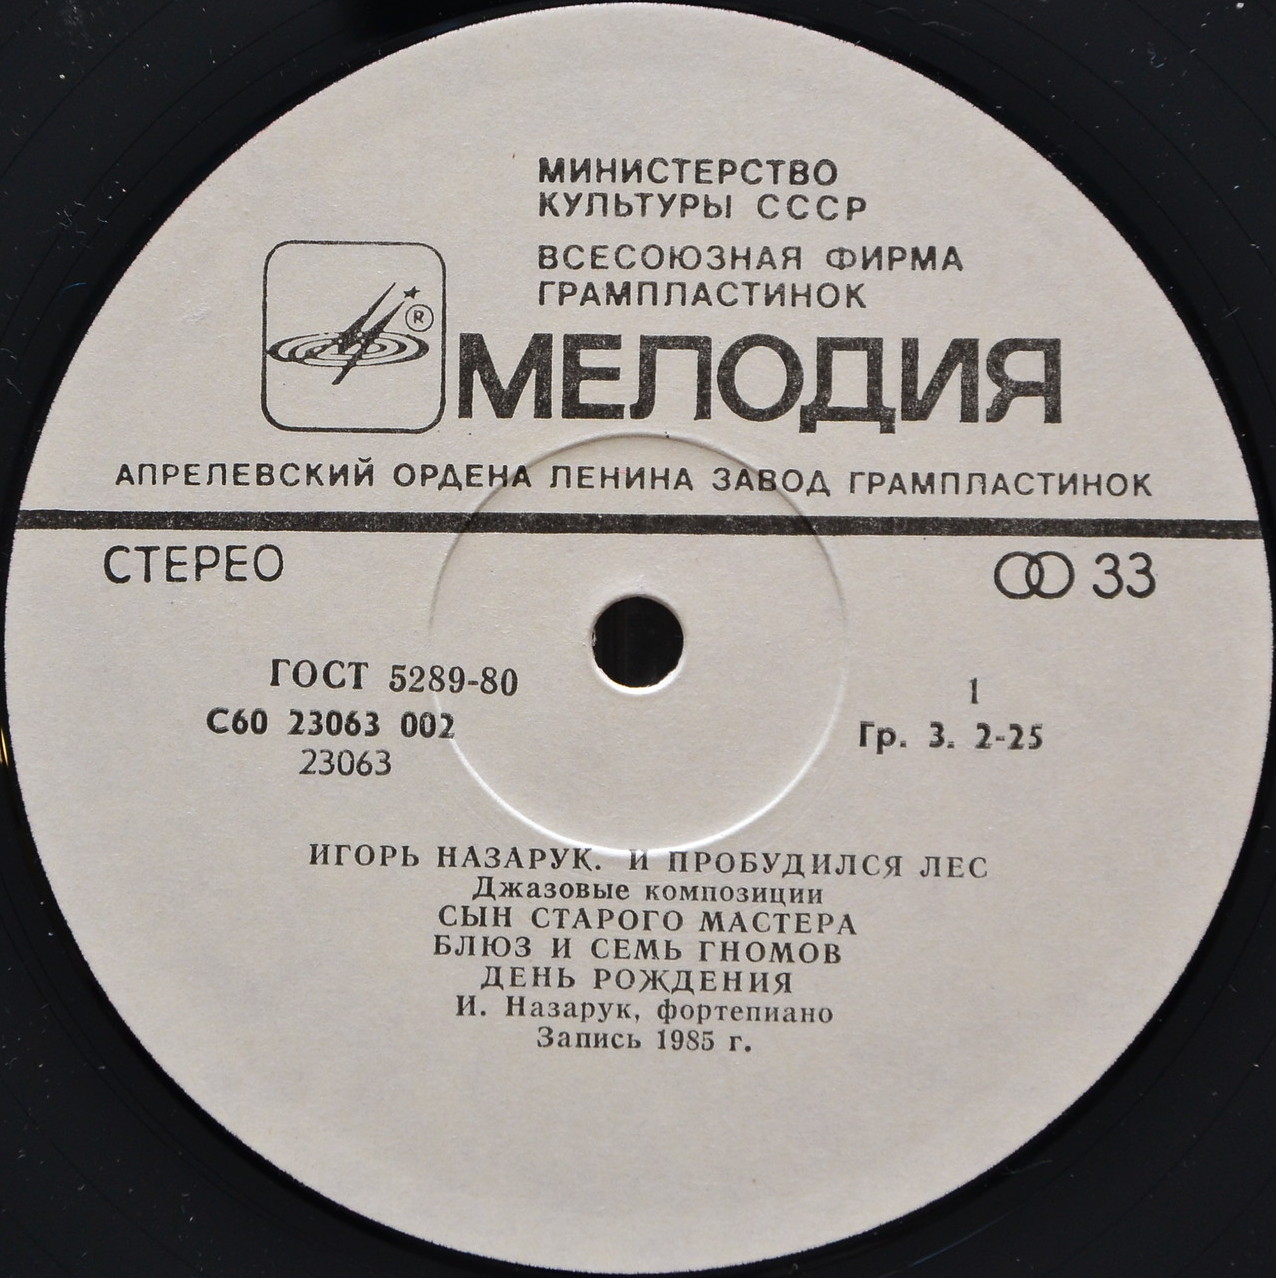 МИНИСТЕРСТВО
КУЛЬТУРЫ СССР
ВСЕСОЮЗНАЯ ФИРМА
ГРАМПЛАСТИНОК
®
МЕЛОДИЯ
АПРЕЛЕВСКИЙ ОРДЕНА ЛЕНИНА ЗАВОД ГРАМПЛАСТИНОК
СТЕРЕО
33
ГОСТ 5289-80
1
С60 23063 002
Гр. 3. 2-25
23063
ИГОРЬ НАЗАРУК. И ПРОБУДИЛСЯ ЛЕС
Джазовые композиции
СЫН СТАРОГО МАСТЕРА
БЛЮЗ И СЕМЬ ГНОМОВ
ДЕНЬ РОЖДЕНИЯ
И. Назарук, фортепиано
Запись 1985 г.